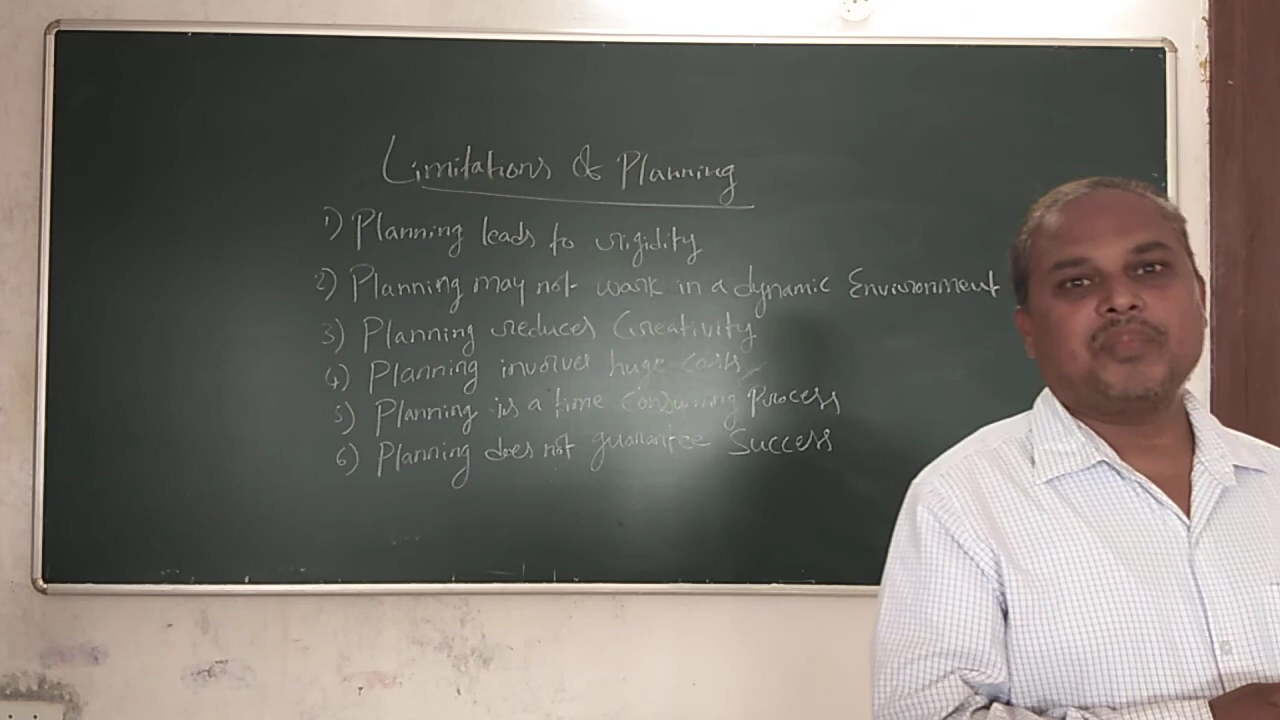 Limitations of Planning
1) Planning leads to rigidity
2) Planning may not work in a dynamic Environment
3) Planning reduces Creativity
4) Planning involves huge costs
5) Planning is a time Consuming Process
6) Planning does not guarantee Success